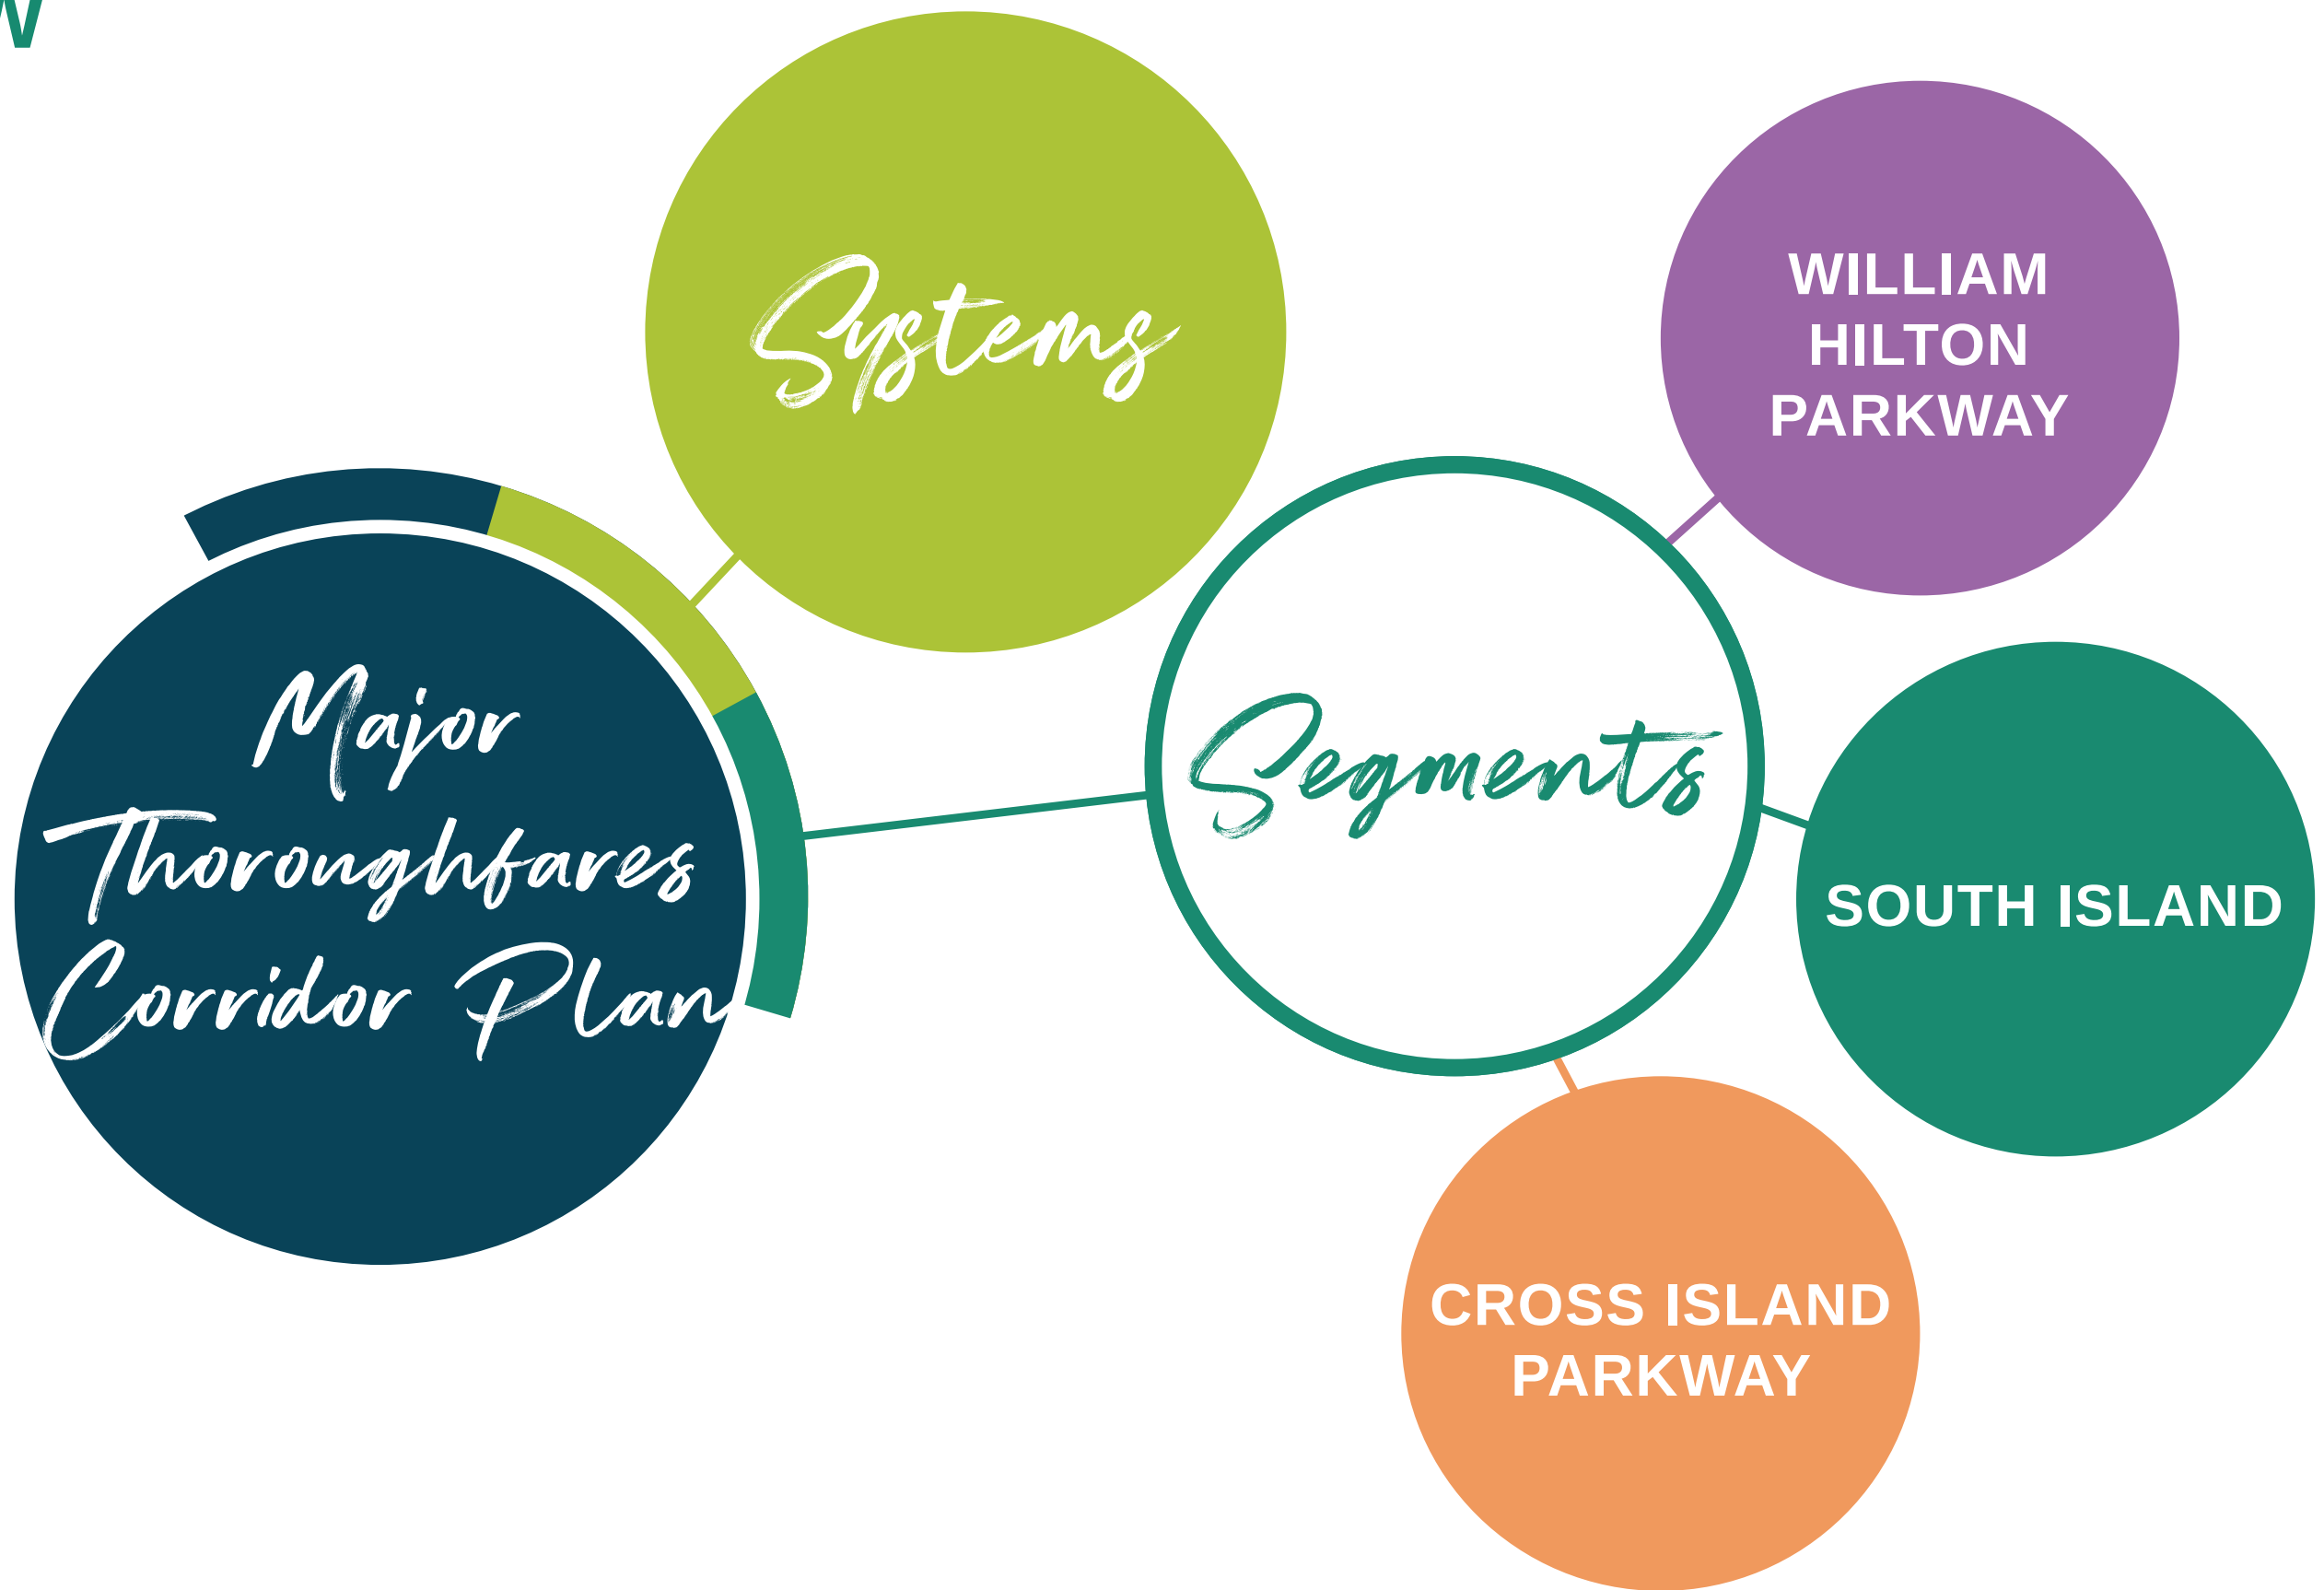 W
Systems
WILLIAM
HILTON
PARKWAY
Major
Thoroughfares
Corridor Plan
Segments
SOUTH ISLAND
CROSS ISLAND
PARKWAY